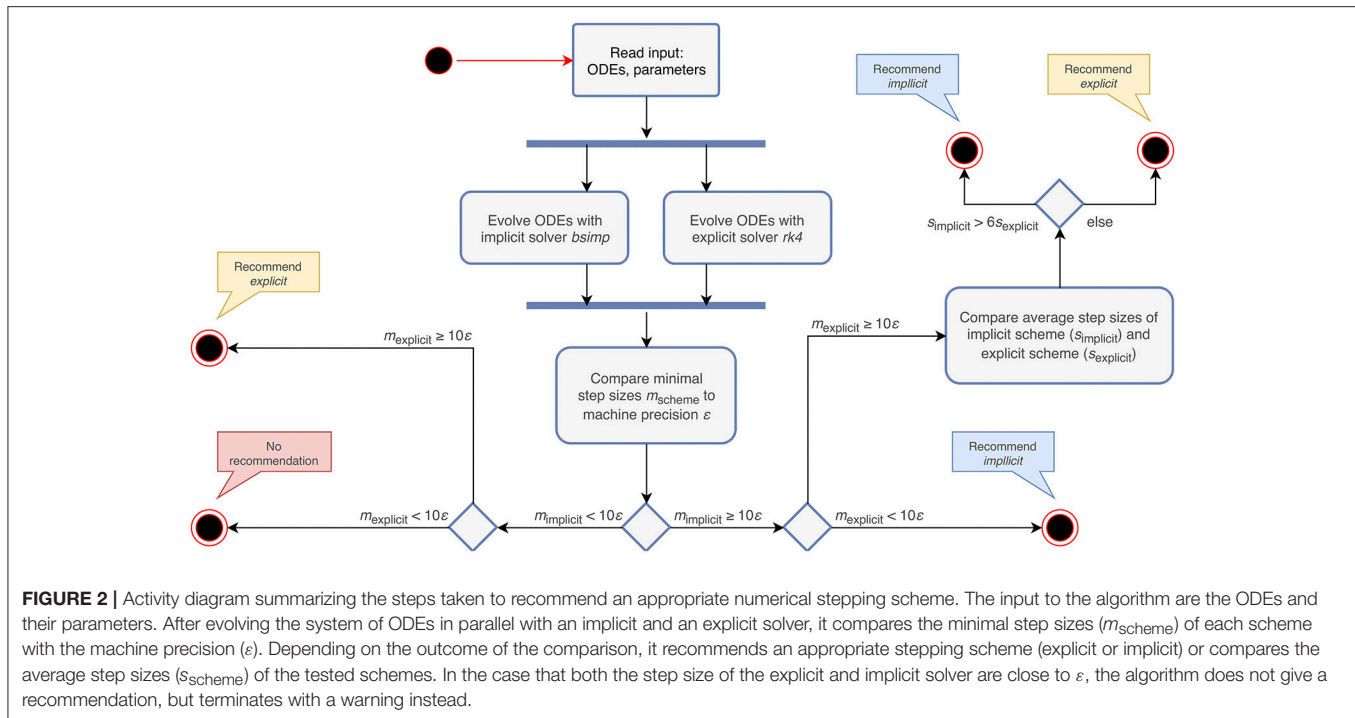 Read input:
ODEs, parameters
Recommend
impllicit
Recommend
explicit
Evolve ODEs with
implicit solver bsimp
Evolve ODEs with
explicit solver rk4
s_implicit > 6s_explicit
else
Recommend
explicit
m_explicit ≥ 10ε
m_explicit ≥ 10ε
Compare average step sizes of
implicit scheme (s_implicit) and
explicit scheme (s_explicit)
Compare minimal
step sizes m_scheme to
machine precision ε
No
recommendation
Recommend
impllicit
m_explicit < 10ε
m_implicit < 10ε
m_implicit ≥ 10ε
m_explicit < 10ε
FIGURE 2 | Activity diagram summarizing the steps taken to recommend an appropriate numerical stepping scheme. The input to the algorithm are the ODEs and
their parameters. After evolving the system of ODEs in parallel with an implicit and an explicit solver, it compares the minimal step sizes (m_scheme) of each scheme
with the machine precision (ε). Depending on the outcome of the comparison, it recommends an appropriate stepping scheme (explicit or implicit) or compares the
average step sizes (s_scheme) of the tested schemes. In the case that both the step size of the explicit and implicit solver are close to ε, the algorithm does not give a
recommendation, but terminates with a warning instead.